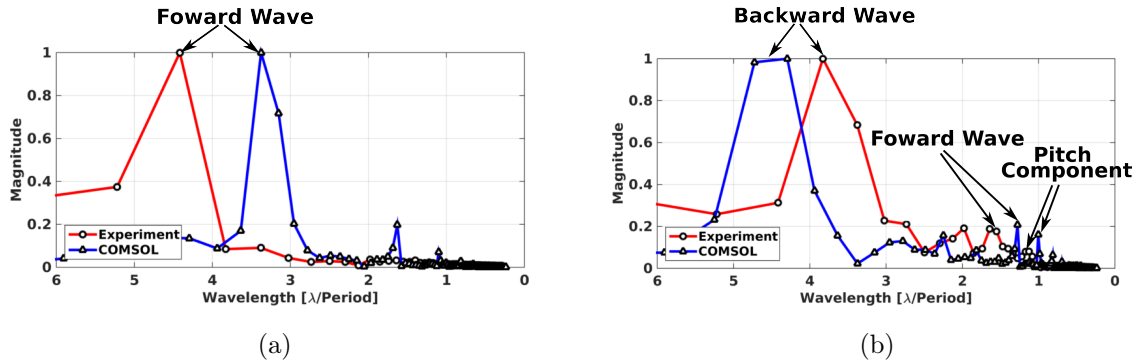 Foward Wave
Magnitude
1
0.8
0.6
0.4
0.2
0
Experiment
COMSOL
6
5
4
3
2
1
0
Wavelength [λ/Period]
(a)
Backward Wave
Foward Wave
Pitch
Component
Magnitude
1
0.8
0.6
0.4
0.2
0
Experiment
COMSOL
6
5
4
3
2
1
0
Wavelength [λ/Period]
(b)